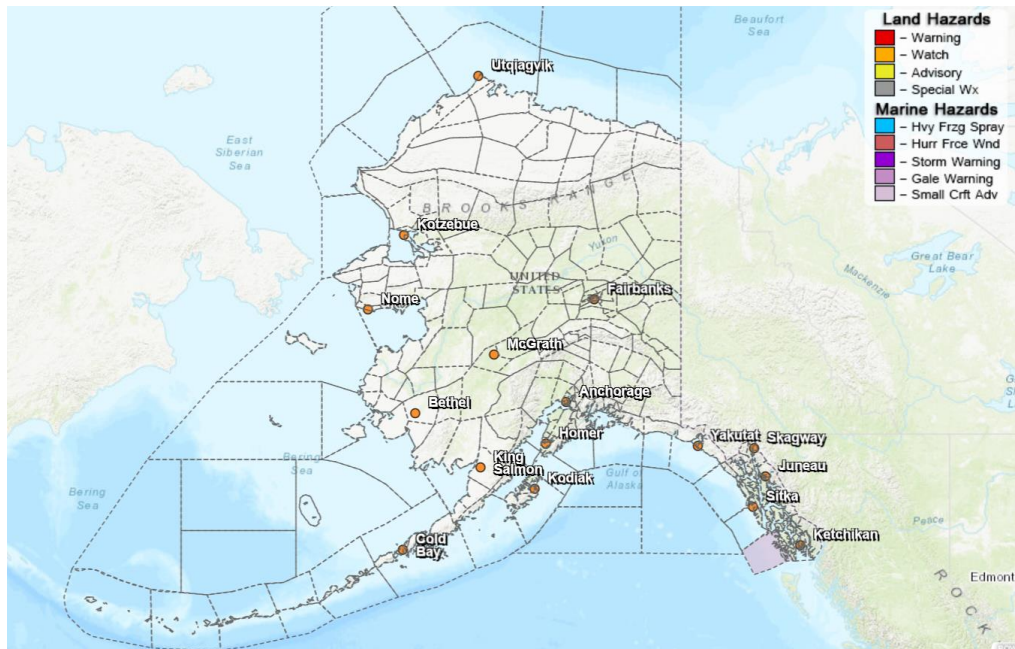 Land Hazards
– Warning
– Watch
– Advisory
– Special Wx
Marine Hazards
– Hvy Frzg Spray
– Hurr Frce Wnd
– Storm Warning
– Gale Warning
– Small Crft Adv
Beaufort
Sea
Utqiagvik
East
Siberian
Sea
BROOKS RANGE
Kotzebue
Yukon
Great Bear
Lake
Mackenzie
UNITED
STATES
Fairbanks
Nome
McGrath
Anchorage
Bethel
Homer
Yakutat
Skagway
Bering
Sea
King
Salmon
Kodiak
Gulf of
Alaska
Juneau
Bering
Sea
Sitka
Peace
Ketchikan
Cold
Bay
Edmont
ROCK